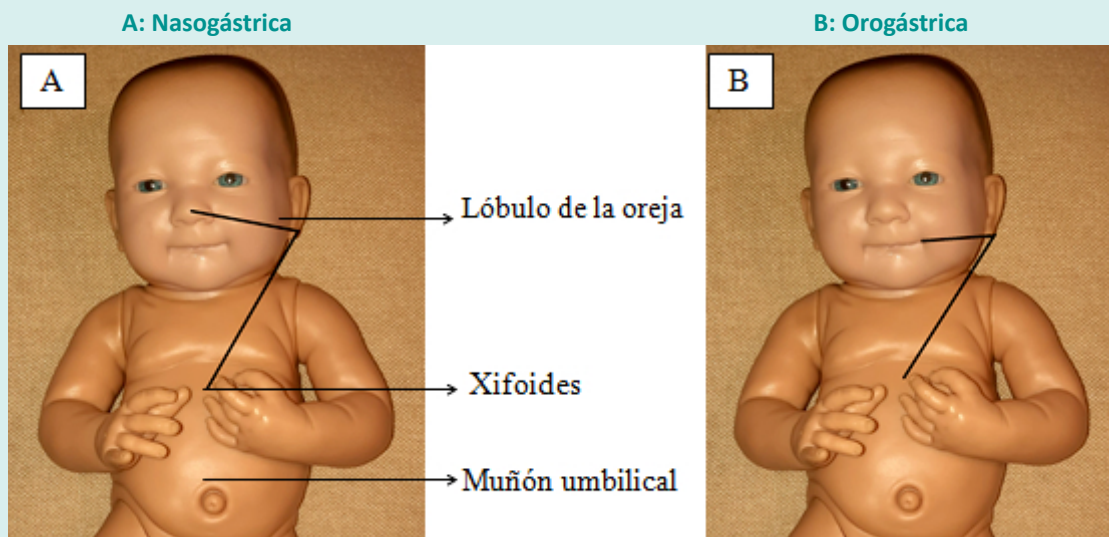 A: Nasogástrica
B: Orogástrica
A
B
Lóbulo de la oreja
Xifoides
Muñón umbilical